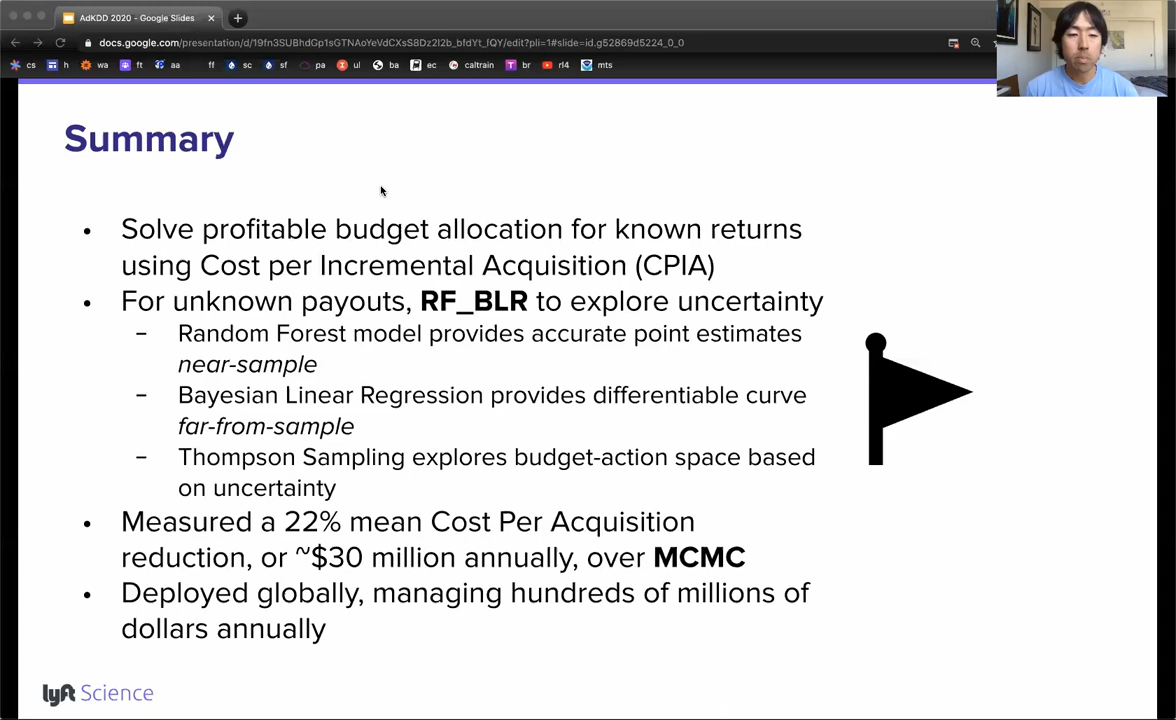 AdKDD 2020 - Google Slides
docs.google.com/presentation/d/19fn3SUBhdGp1sGTNAoYeVdCXsS8Dz2l2b_bfdYt_fQY/edit?pli=1#slide=id.g52869d5224_0_0
cs h wa ft aa ff sc sf pa ul ba ec caltrain br rl4 mts
Summary
• Solve profitable budget allocation for known returns
using Cost per Incremental Acquisition (CPIA)
• For unknown payouts, RF_BLR to explore uncertainty
– Random Forest model provides accurate point estimates
near-sample
– Bayesian Linear Regression provides differentiable curve
far-from-sample
– Thompson Sampling explores budget-action space based
on uncertainty
• Measured a 22% mean Cost Per Acquisition
reduction, or ~$30 million annually, over MCMC
• Deployed globally, managing hundreds of millions of
dollars annually
lyft Science